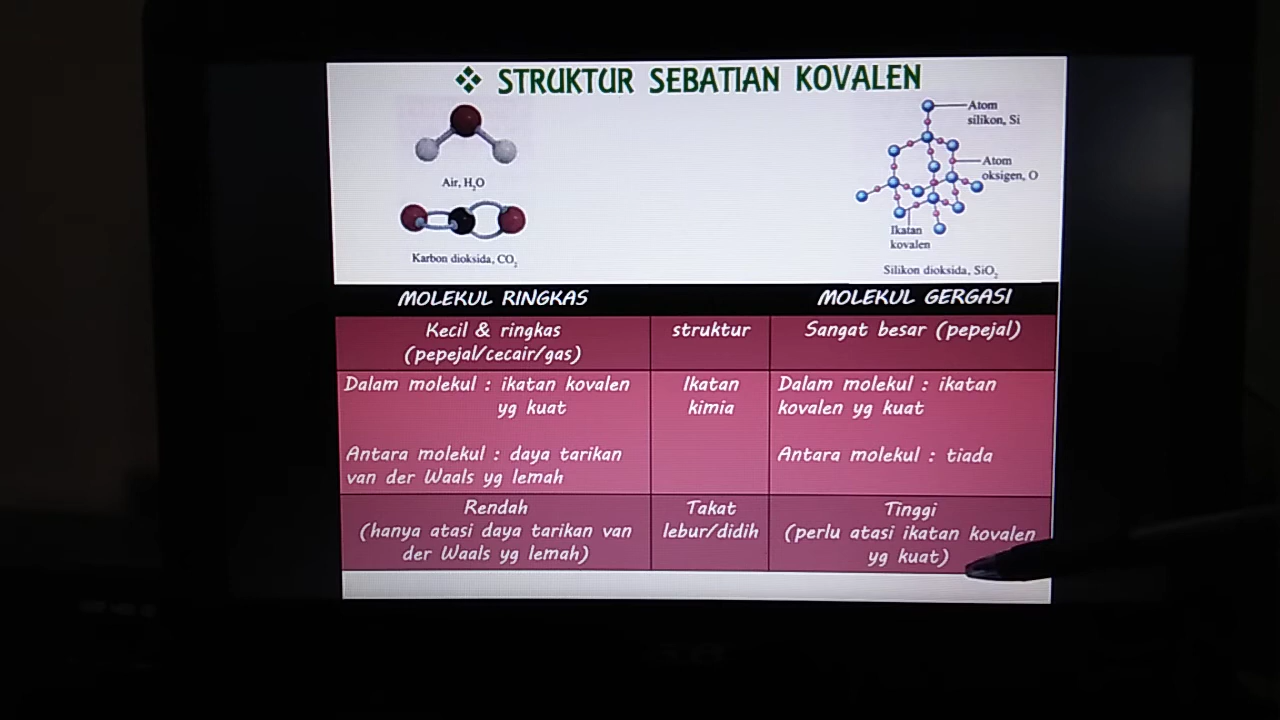 ❖ STRUKTUR SEBATIAN KOVALEN
Air, H₂O
Karbon dioksida, CO₂
Atom
silikon, Si
Atom
oksigen, O
Ikatan
kovalen
Silikon dioksida, SiO₂
MOLEKUL RINGKAS
MOLEKUL GERGASI
Kecil & ringkas
(pepejal/cecair/gas)
struktur
Sangat besar (pepejal)
Dalam molekul : ikatan kovalen
yg kuat
Antara molekul : daya tarikan
van der Waals yg lemah
Ikatan
kimia
Dalam molekul : ikatan
kovalen yg kuat
Antara molekul : tiada
Rendah
(hanya atasi daya tarikan van
der Waals yg lemah)
Takat
lebur/didih
Tinggi
(perlu atasi ikatan kovalen
yg kuat)